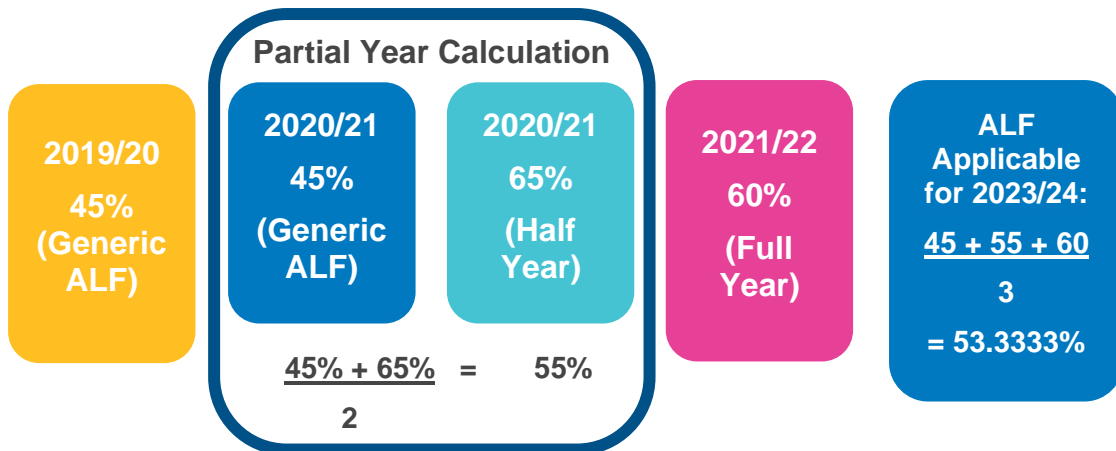 Partial Year Calculation
2019/20
45%
(Generic
ALF)
2020/21
45%
(Generic
ALF)
2020/21
65%
(Half
Year)
45% + 65% = 55%
2
2021/22
60%
(Full
Year)
ALF
Applicable
for 2023/24:
45 + 55 + 60
3
= 53.3333%